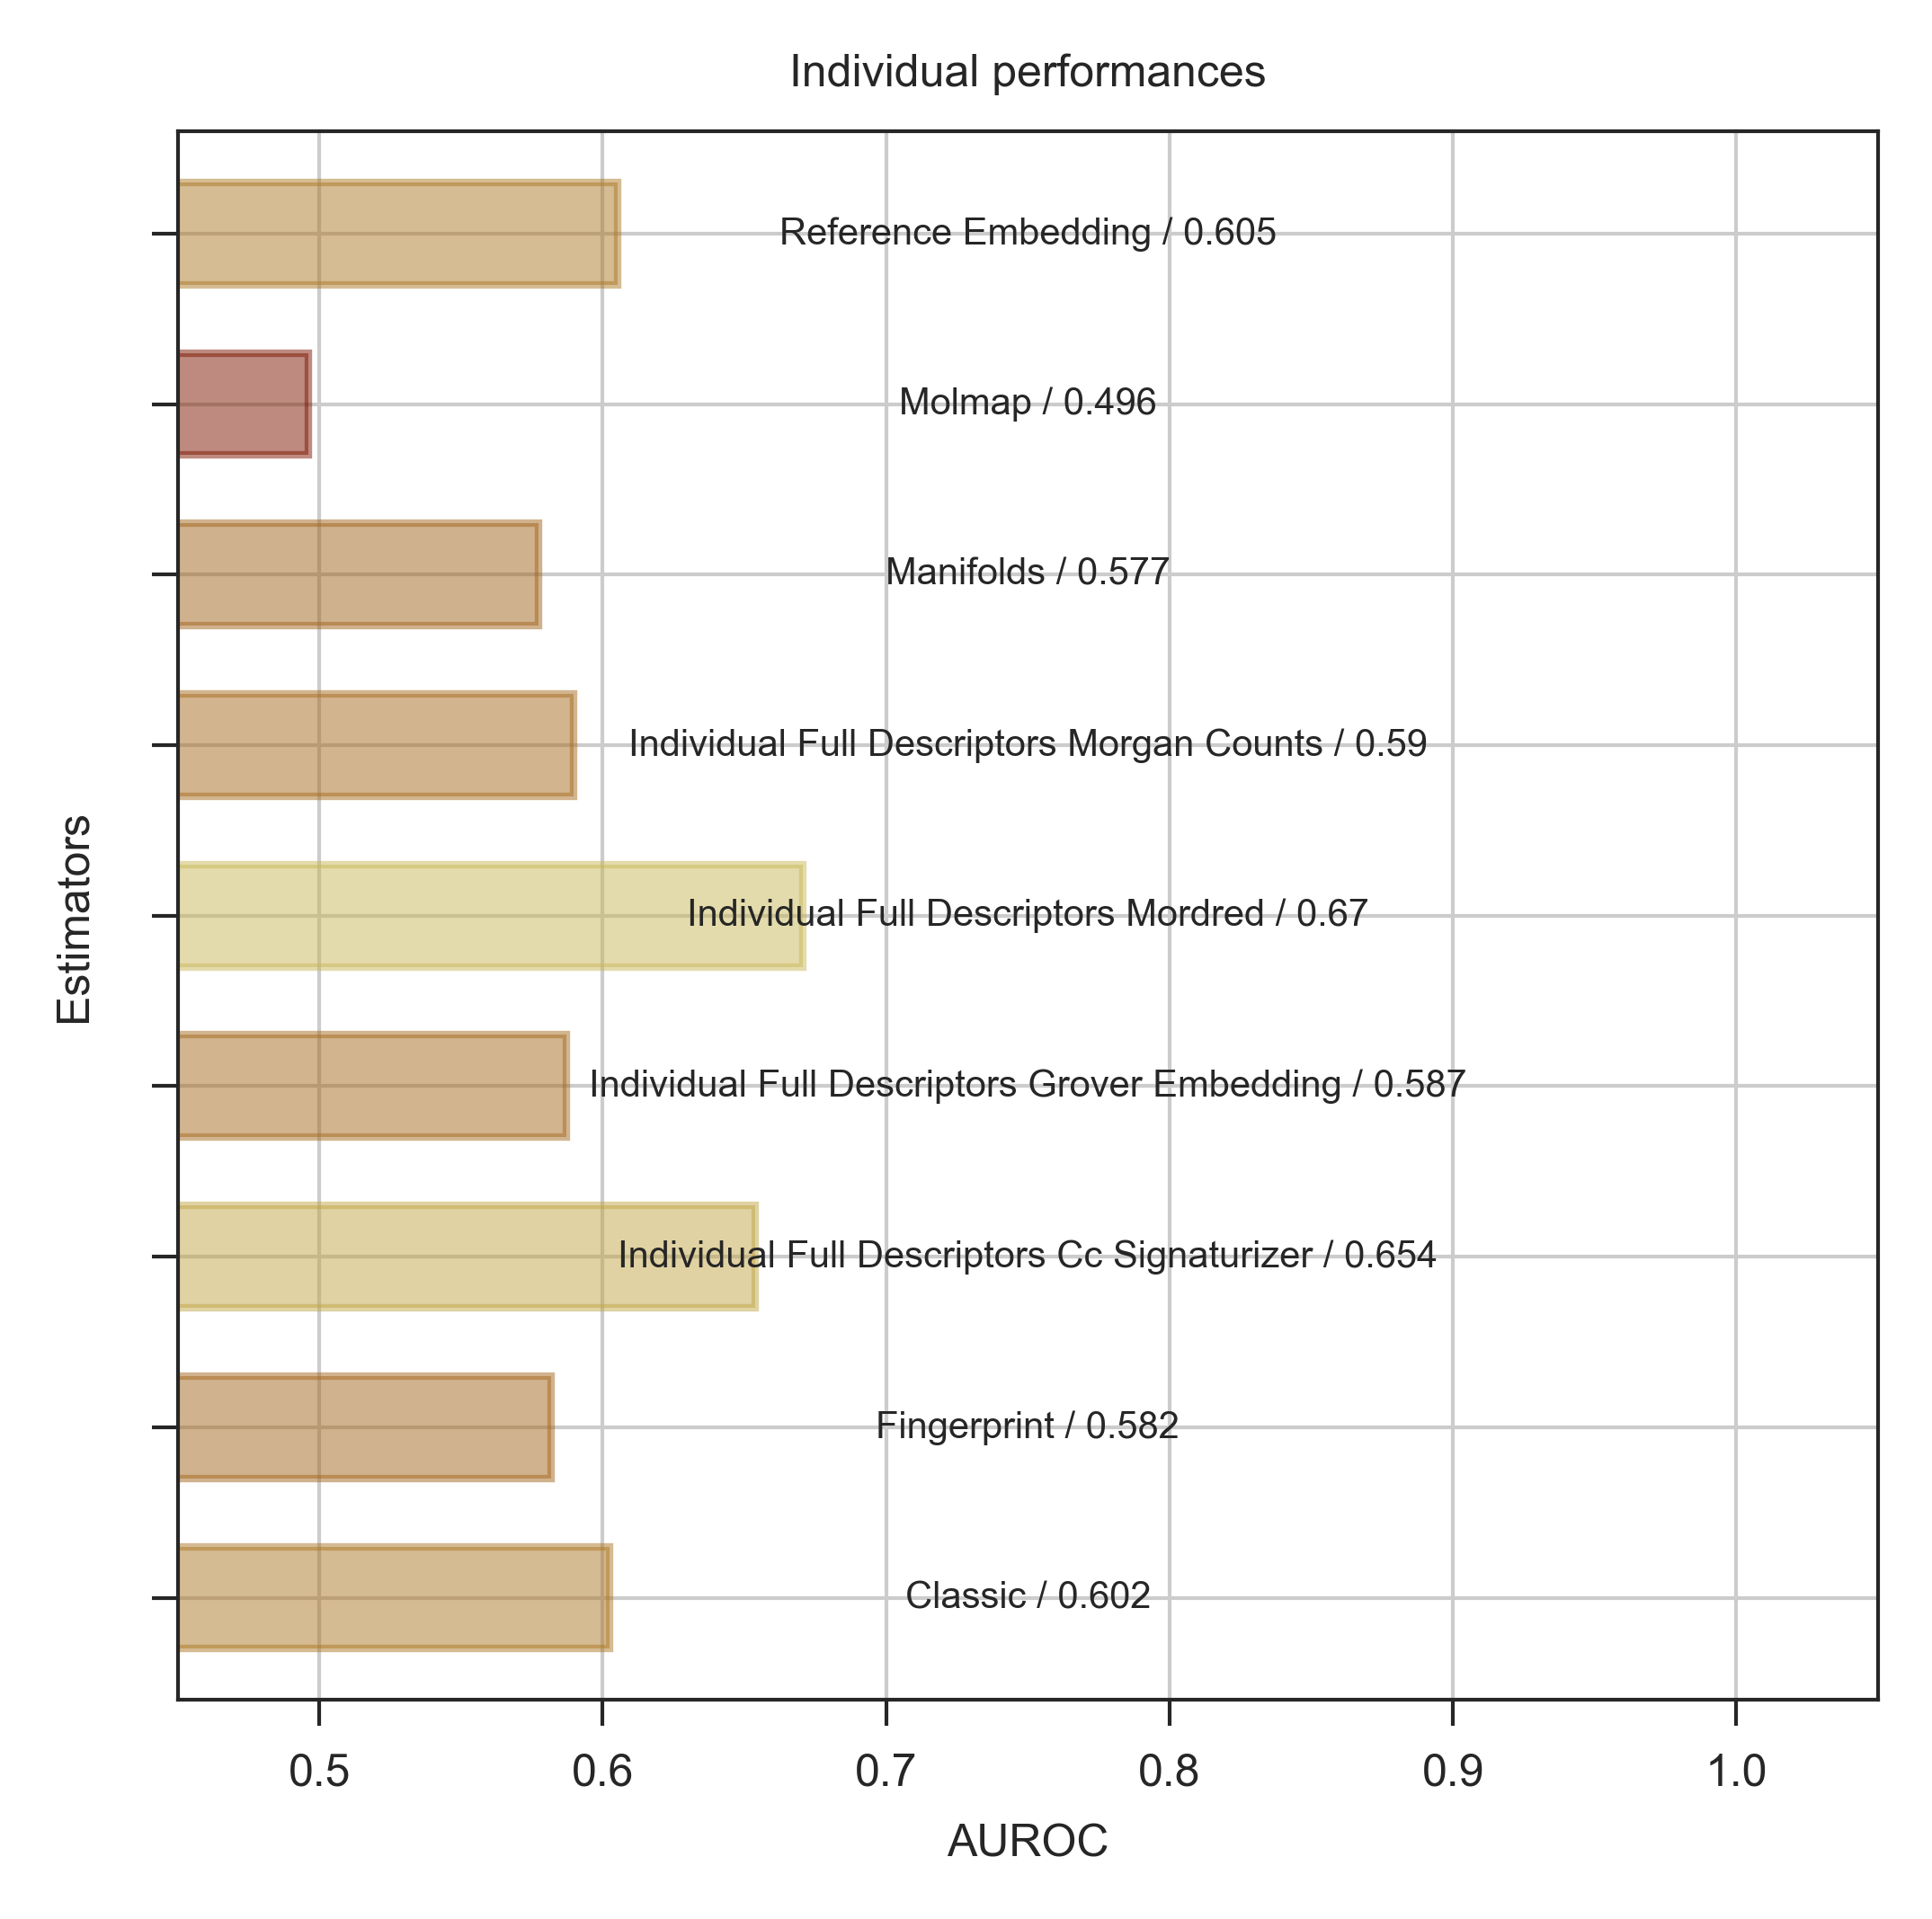 Individual performances
Reference Embedding / 0.605
Molmap / 0.496
Manifolds / 0.577
Individual Full Descriptors Morgan Counts / 0.59
Individual Full Descriptors Mordred / 0.67
Individual Full Descriptors Grover Embedding / 0.587
Individual Full Descriptors Cc Signaturizer / 0.654
Fingerprint / 0.582
Classic / 0.602
Estimators
0.5 0.6 0.7 0.8 0.9 1.0
AUROC